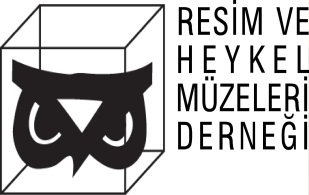 RESİM VE
HEYKEL
MÜZELERİ
DERNEĞİ